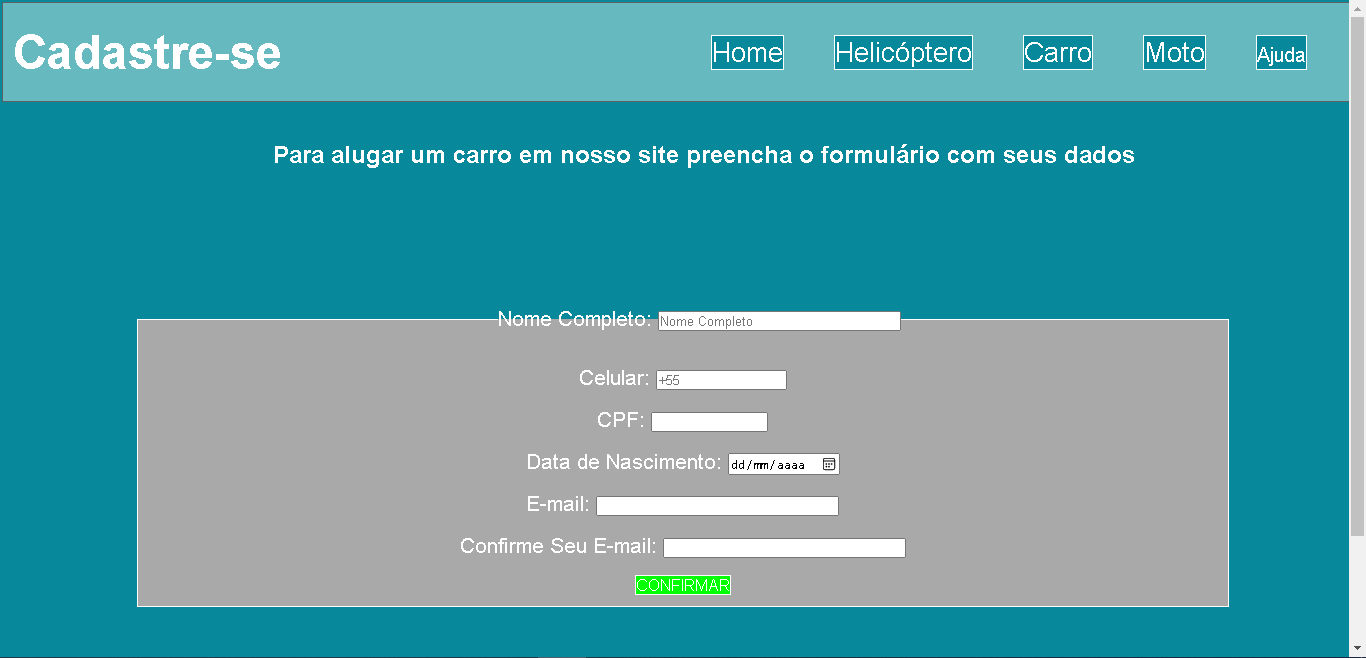 Cadastre-se Home Helicóptero Carro Moto Ajuda
Para alugar um carro em nosso site preencha o formulário com seus dados
Nome Completo: Nome Completo
Celular: +55
CPF:
Data de Nascimento: dd/mm/aaaa
E-mail:
Confirme Seu E-mail:
CONFIRMAR